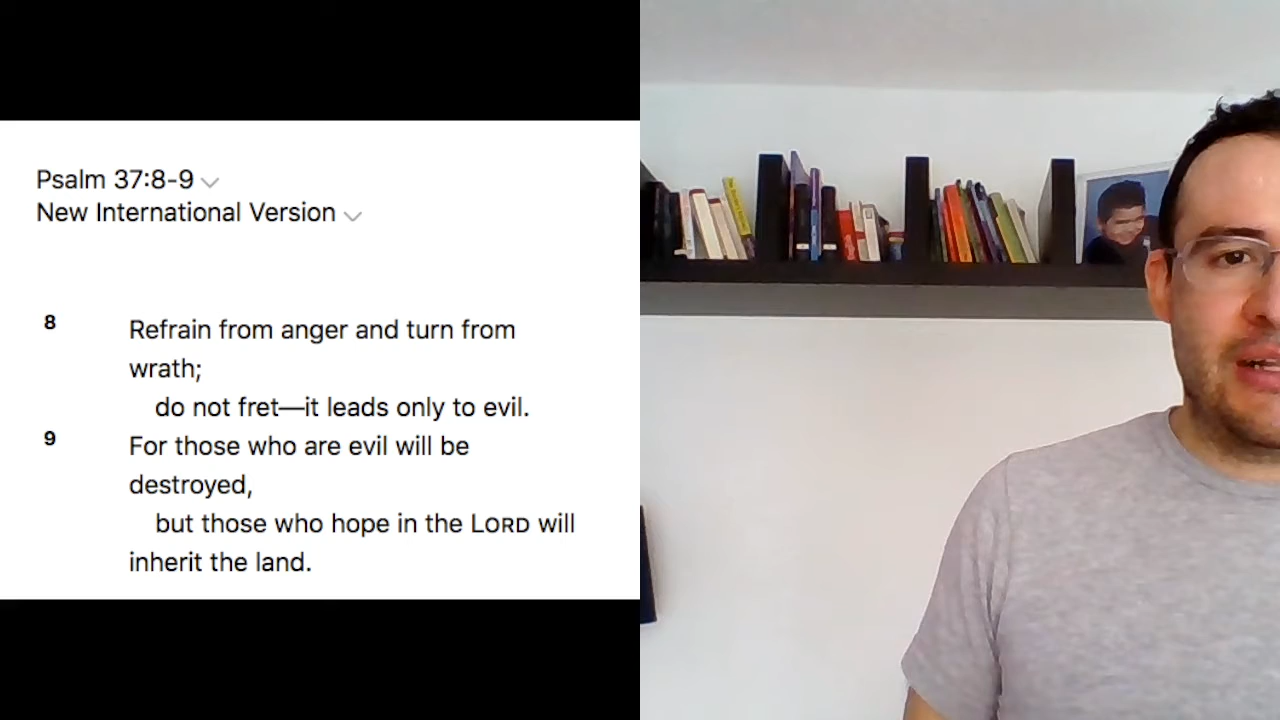 Psalm 37:8-9
New International Version
8 Refrain from anger and turn from
wrath;
do not fret—it leads only to evil.
9 For those who are evil will be
destroyed,
but those who hope in the LORD will
inherit the land.